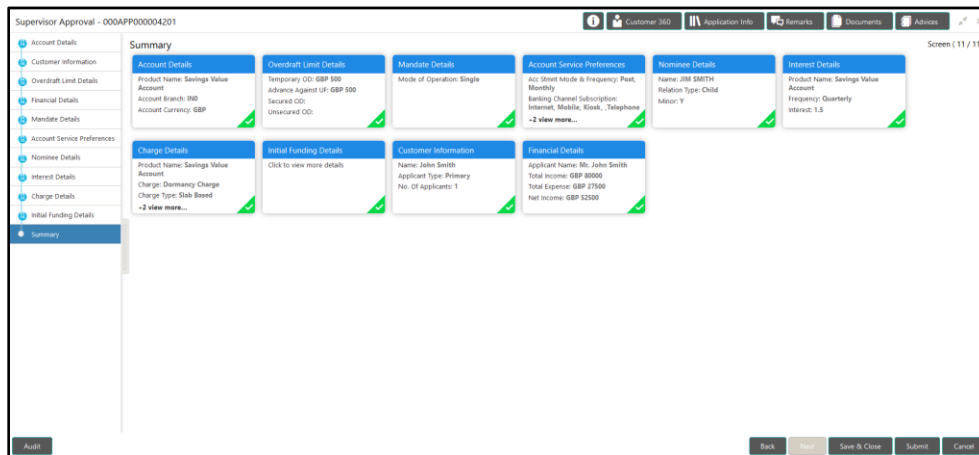 Supervisor Approval - 000APP000004201
Customer 360
Application Info
Remarks
Documents
Advices
Account Details
Customer Information
Overdraft Limit Details
Financial Details
Mandate Details
Account Service Preferences
Nominee Details
Interest Details
Charge Details
Initial Funding Details
Summary
Summary
Screen ( 11 / 11
Account Details
Product Name: Savings Value
Account
Account Branch: IN0
Account Currency: GBP
Overdraft Limit Details
Temporary OD: GBP 500
Advance Against UF: GBP 500
Secured OD:
Unsecured OD:
Mandate Details
Mode of Operation: Single
Account Service Preferences
Acc Stmnt Mode & Frequency: Post,
Monthly
Banking Channel Subscription:
Internet, Mobile, Kiosk, ,Telephone
+2 view more...
Nominee Details
Name: JIM SMITH
Relation Type: Child
Minor: Y
Interest Details
Product Name: Savings Value
Account
Frequency: Quarterly
Interest: 1.5
Charge Details
Product Name: Savings Value
Account
Charge: Dormancy Charge
Charge Type: Slab Based
+2 view more...
Initial Funding Details
Click to view more details
Customer Information
Name: John Smith
Applicant Type: Primary
No. Of Applicants: 1
Financial Details
Applicant Name: Mr. John Smith
Total Income: GBP 80000
Total Expense: GBP 27500
Net Income: GBP 52500
Audit
Back
Next
Save & Close
Submit
Cancel